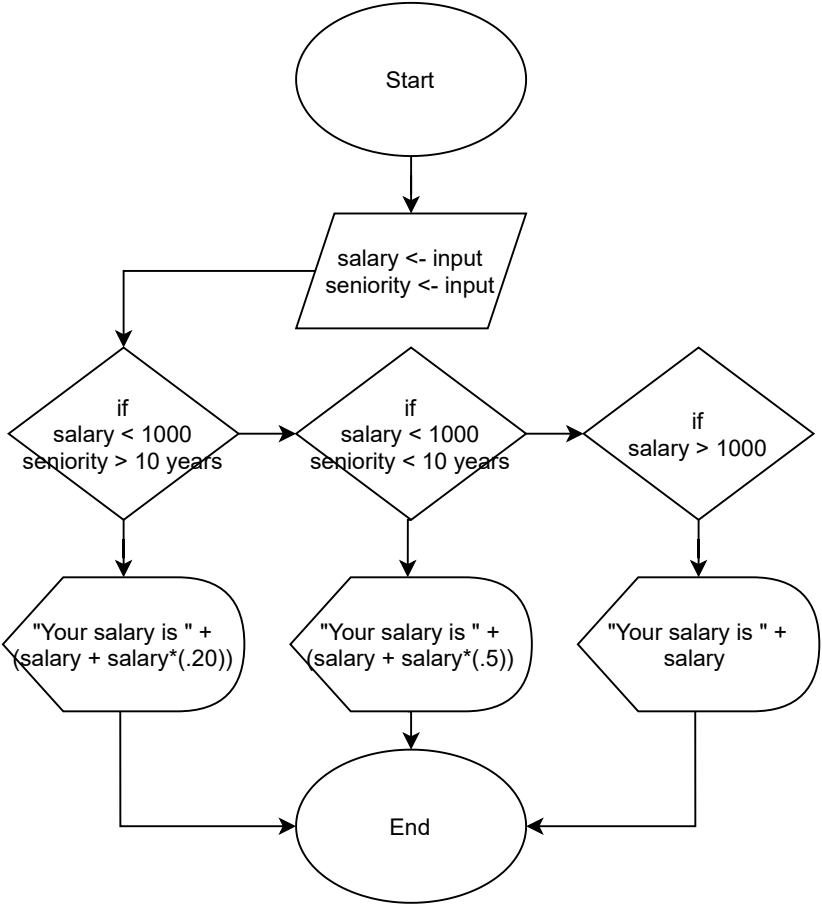 Start
salary <- input
seniority <- input
if
salary < 1000
seniority > 10 years
if
salary < 1000
seniority < 10 years
if
salary > 1000
"Your salary is " +
(salary + salary*(.20))
"Your salary is " +
(salary + salary*(.5))
"Your salary is " +
salary
End